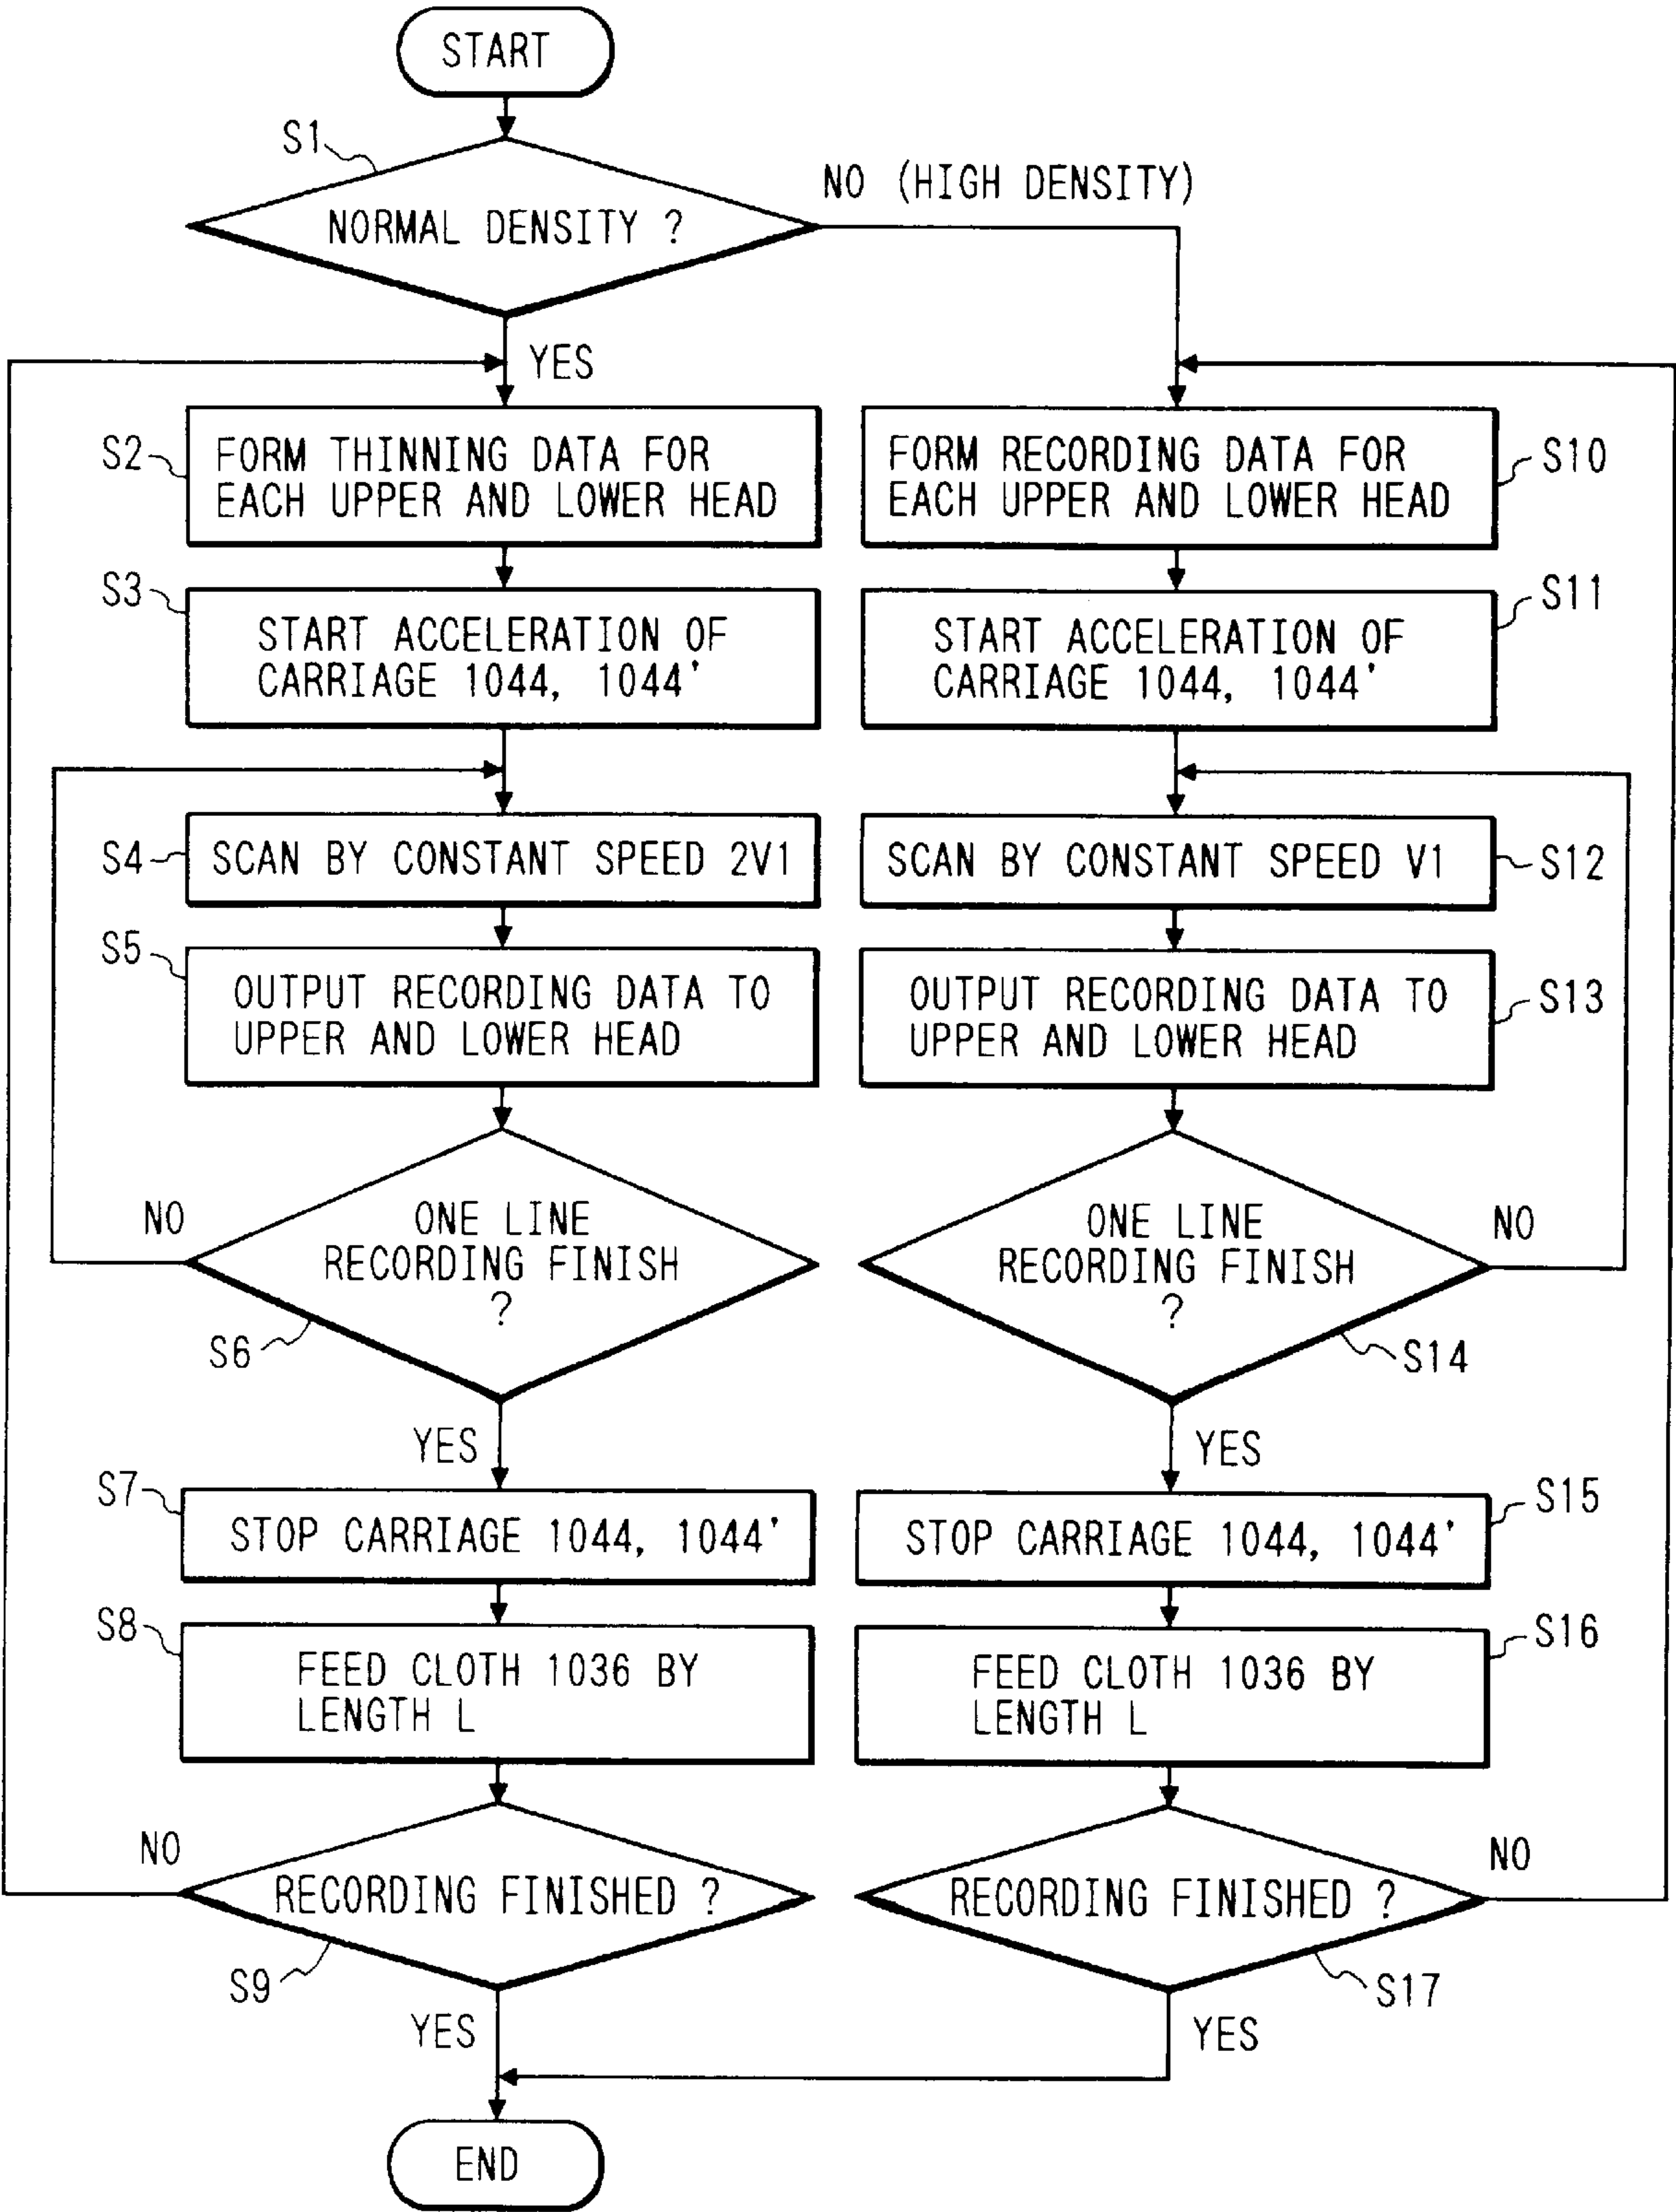 START
S1
NORMAL DENSITY ?
NO (HIGH DENSITY)
YES
S2
FORM THINNING DATA FOR
EACH UPPER AND LOWER HEAD
S3
START ACCELERATION OF
CARRIAGE 1044, 1044'
S4
SCAN BY CONSTANT SPEED 2V1
S5
OUTPUT RECORDING DATA TO
UPPER AND LOWER HEAD
NO
ONE LINE
RECORDING FINISH
?
S6
YES
S7
STOP CARRIAGE 1044, 1044'
S8
FEED CLOTH 1036 BY
LENGTH L
NO
RECORDING FINISHED ?
S9
YES
FORM RECORDING DATA FOR
EACH UPPER AND LOWER HEAD
S10
START ACCELERATION OF
CARRIAGE 1044, 1044'
S11
SCAN BY CONSTANT SPEED V1
S12
OUTPUT RECORDING DATA TO
UPPER AND LOWER HEAD
S13
ONE LINE
RECORDING FINISH
?
NO
S14
YES
STOP CARRIAGE 1044, 1044'
S15
FEED CLOTH 1036 BY
LENGTH L
S16
RECORDING FINISHED ?
NO
S17
YES
END